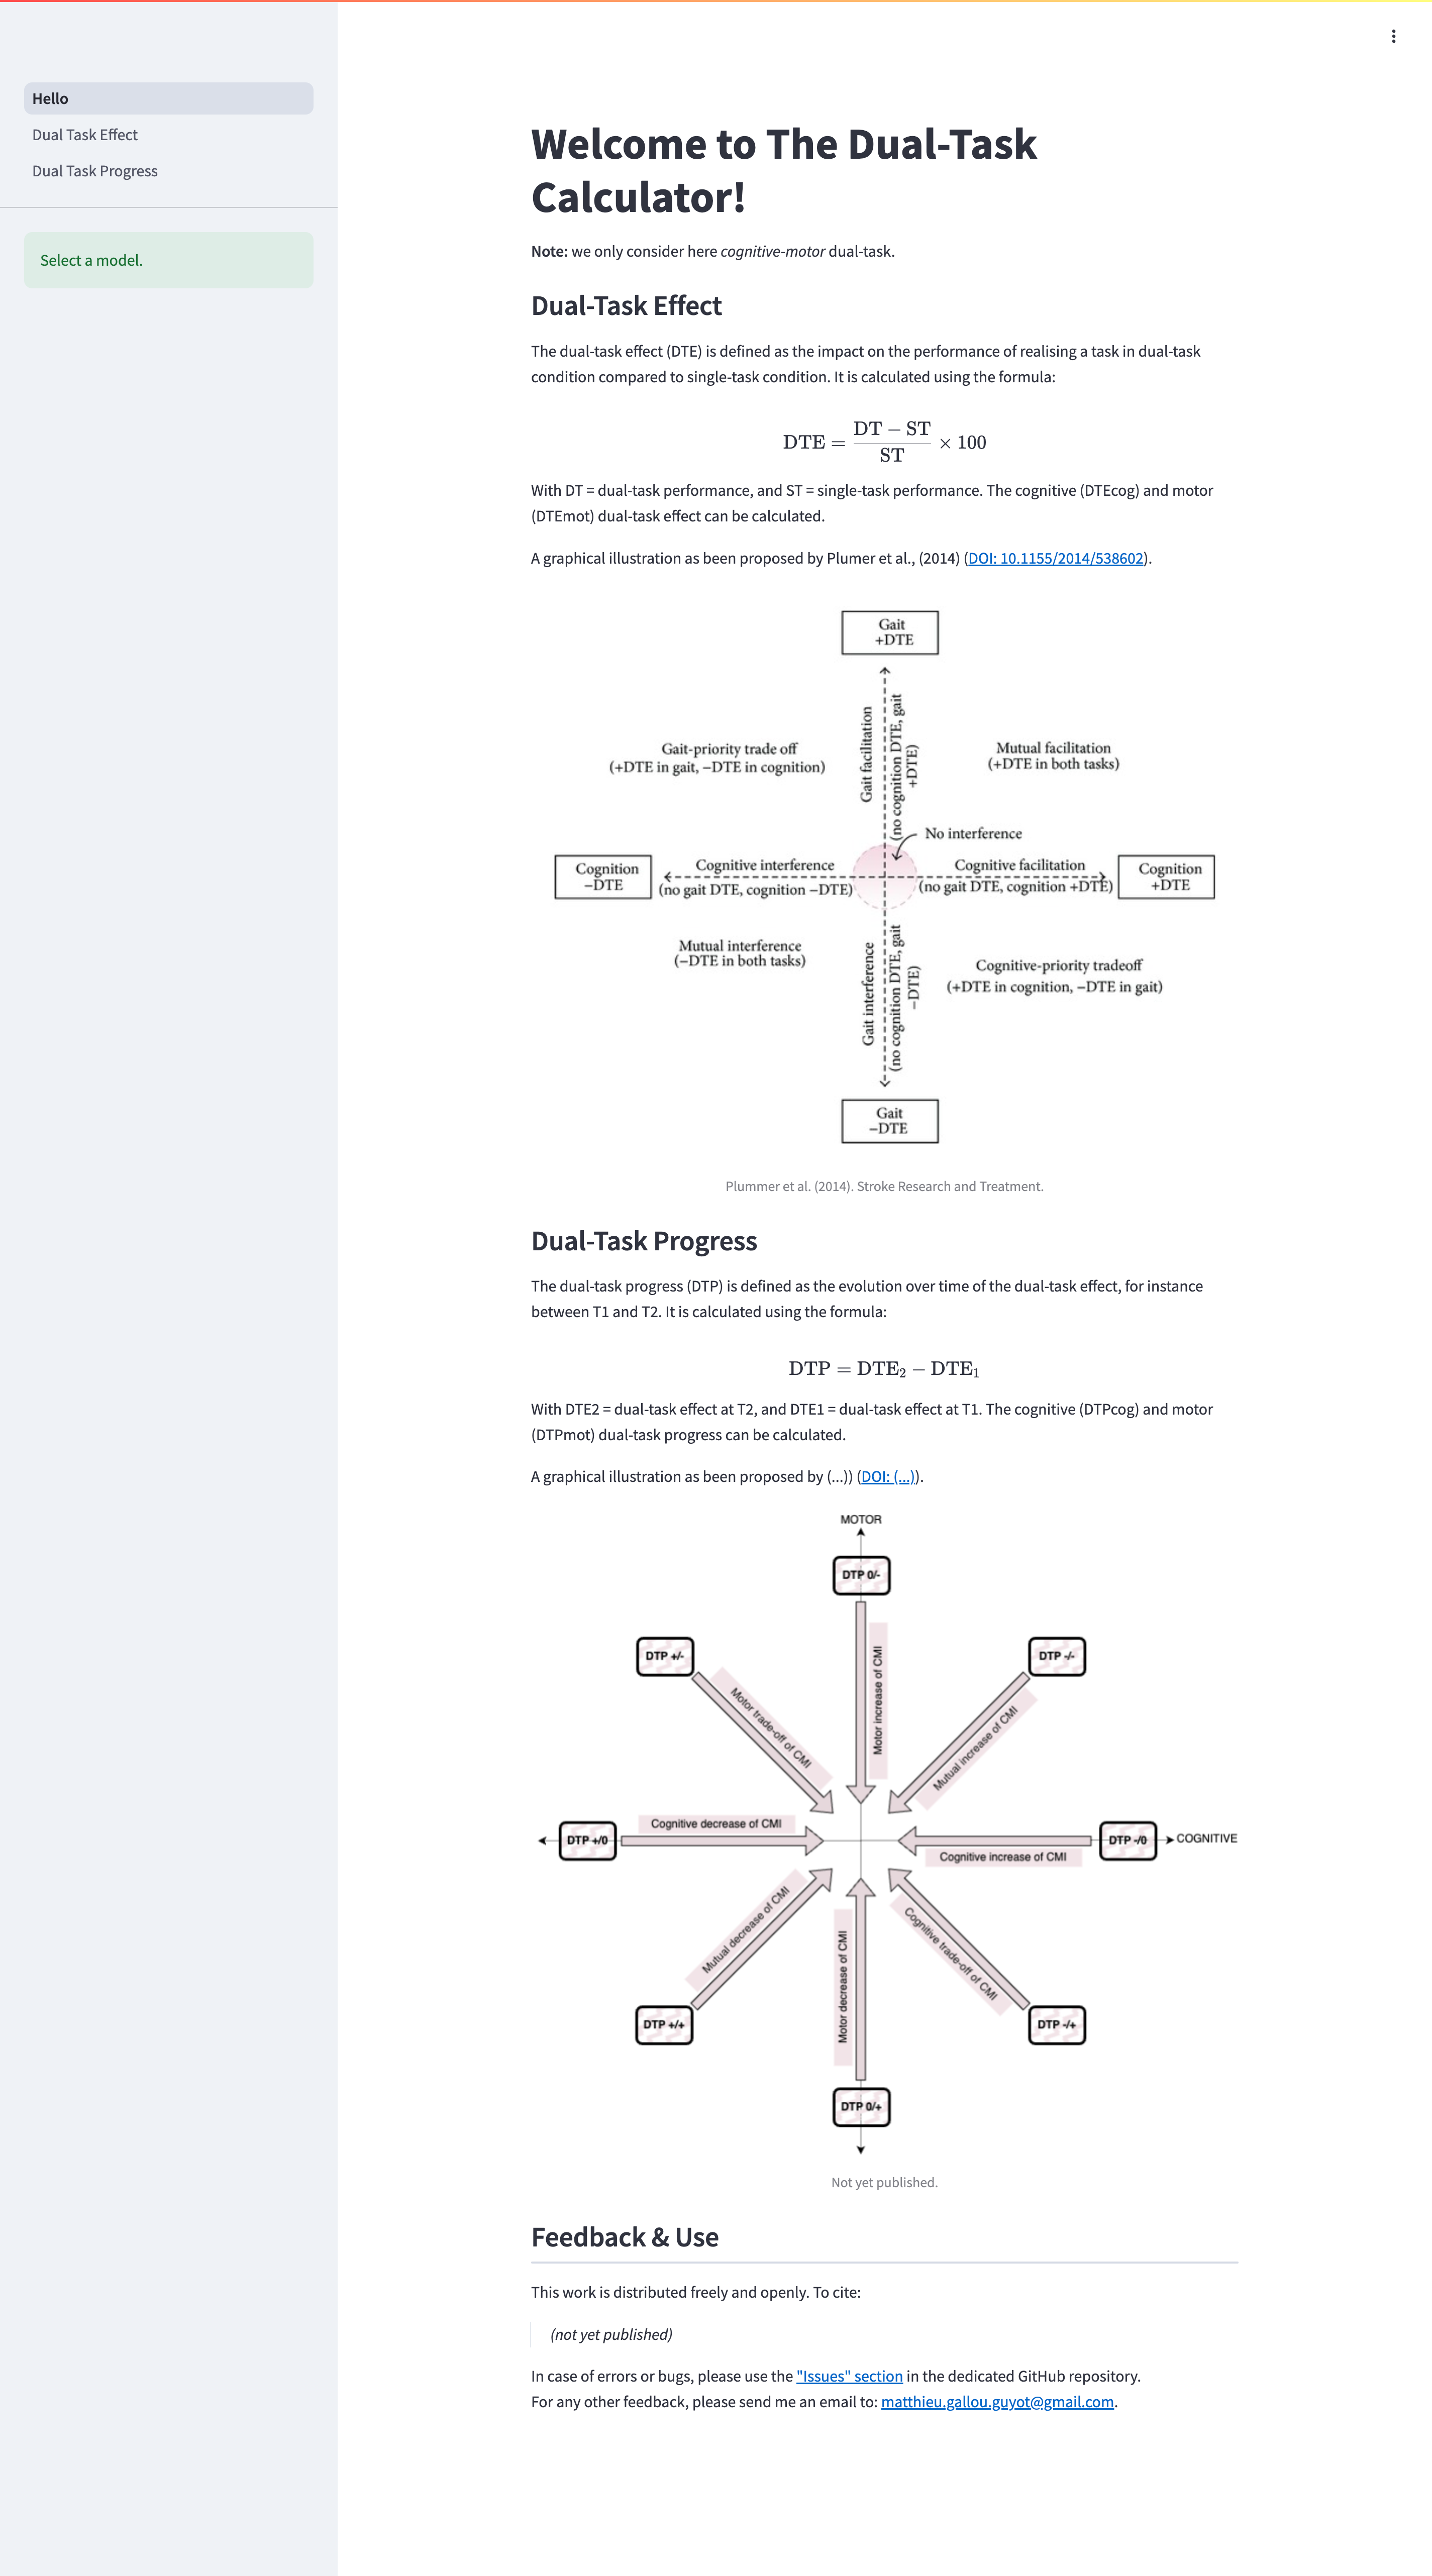 Hello
Dual Task Effect
Dual Task Progress
Select a model.
Welcome to The Dual-Task
Calculator!
Note: we only consider here cognitive-motor dual-task.
Dual-Task Effect
The dual-task effect (DTE) is defined as the impact on the performance of realising a task in dual-task
condition compared to single-task condition. It is calculated using the formula:
DTE = DT − ST / ST × 100
With DT = dual-task performance, and ST = single-task performance. The cognitive (DTEcog) and motor
(DTEmot) dual-task effect can be calculated.
A graphical illustration as been proposed by Plumer et al., (2014) (DOI: 10.1155/2014/538602).
Gait
+DTE
Gait facilitation
(no cognition DTE, gait
+DTE)
Gait-priority trade off
(+DTE in gait, −DTE in cognition)
Mutual facilitation
(+DTE in both tasks)
No interference
Cognition
−DTE
Cognitive interference
(no gait DTE, cognition −DTE)
Cognitive facilitation
(no gait DTE, cognition +DTE)
Cognition
+DTE
Mutual interference
(−DTE in both tasks)
Gait interference
(no cognition DTE, gait
−DTE)
Cognitive-priority tradeoff
(+DTE in cognition, −DTE in gait)
Gait
−DTE
Plummer et al. (2014). Stroke Research and Treatment.
Dual-Task Progress
The dual-task progress (DTP) is defined as the evolution over time of the dual-task effect, for instance
between T1 and T2. It is calculated using the formula:
DTP = DTE₂ − DTE₁
With DTE2 = dual-task effect at T2, and DTE1 = dual-task effect at T1. The cognitive (DTPcog) and motor
(DTPmot) dual-task progress can be calculated.
A graphical illustration as been proposed by (...)) (DOI: (...)).
MOTOR
DTP 0/-
DTP +/-
DTP -/-
Motor trade-off of CMI
Motor increase of CMI
Mutual increase of CMI
Cognitive decrease of CMI
DTP +/0
DTP -/0
COGNITIVE
Cognitive increase of CMI
Mutual decrease of CMI
Motor decrease of CMI
Cognitive trade-off of CMI
DTP +/+
DTP -/+
DTP 0/+
Not yet published.
Feedback & Use
This work is distributed freely and openly. To cite:
(not yet published)
In case of errors or bugs, please use the "Issues" section in the dedicated GitHub repository.
For any other feedback, please send me an email to: matthieu.gallou.guyot@gmail.com.